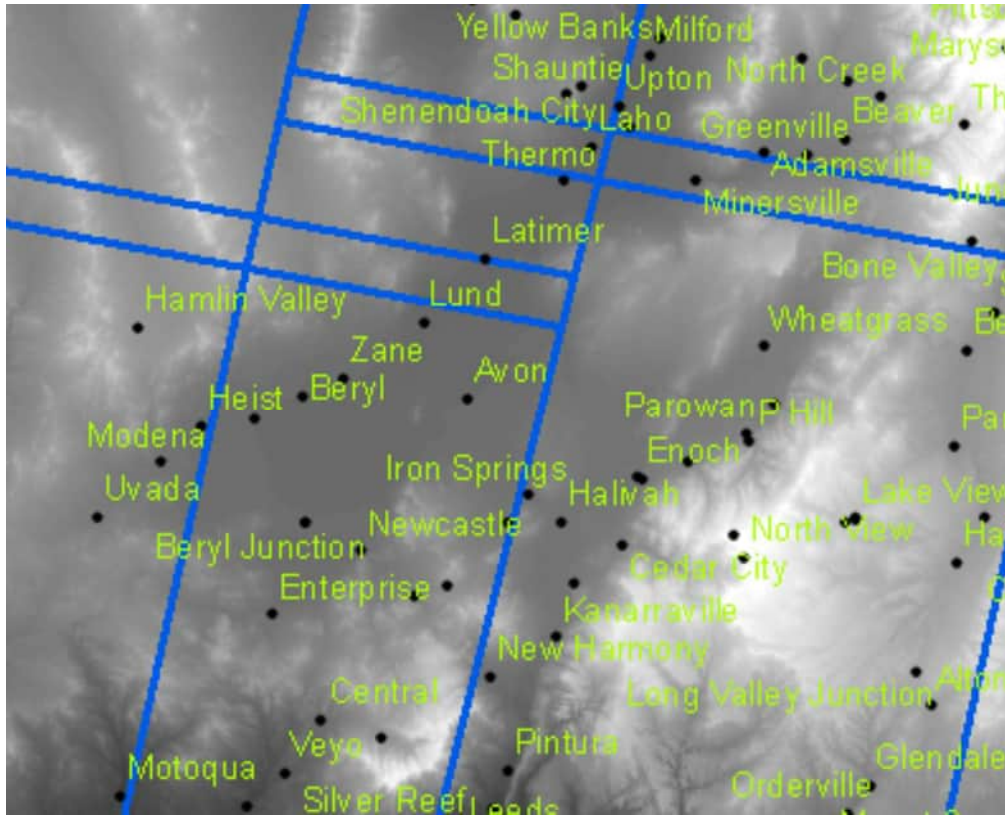 Yellow Banks
Milford
Shauntie
Upton
North Creek
Shenendoah City
Laho
Greenville
Beaver
Thermo
Adamsville
Minersville
Latimer
Bone Valley
Hamlin Valley
Lund
Wheatgrass
Zane
Avon
Heist
Beryl
Parowan
P Hill
Modena
Enoch
Iron Springs
Uvada
Halivah
Lake View
Newcastle
North View
Beryl Junction
Cedar City
Enterprise
Kanarraville
New Harmony
Central
Long Valley Junction
Alton
Veyo
Pintura
Motoqua
Glendale
Orderville
Silver Reef
Leeds